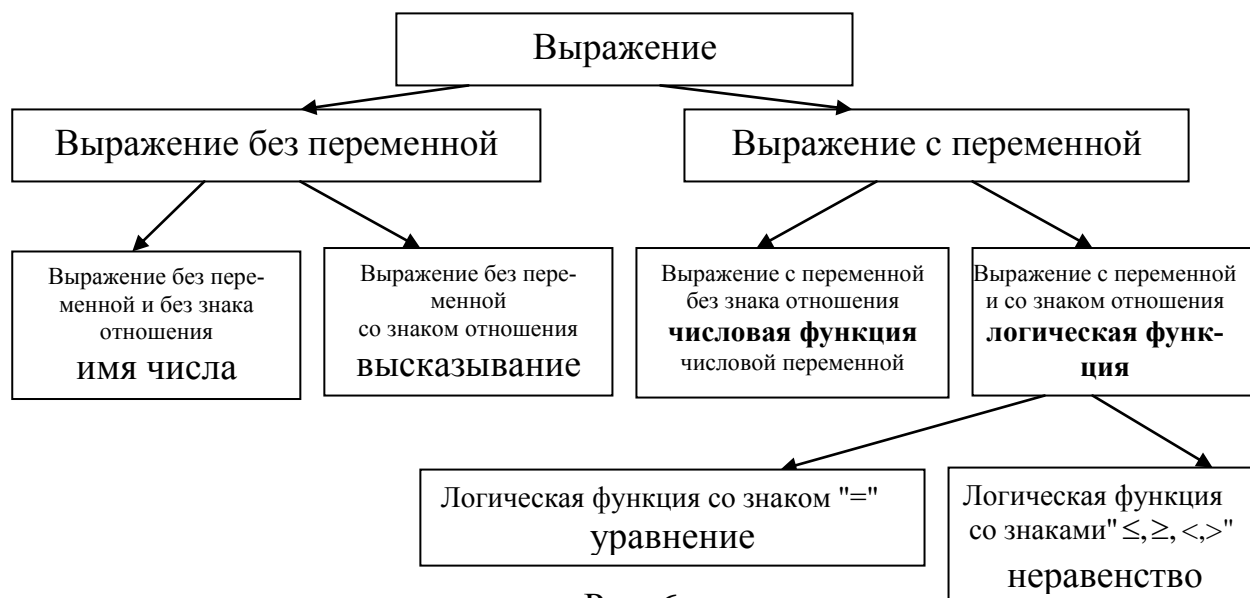 Выражение
Выражение без переменной
Выражение с переменной
Выражение без пере-
менной и без знака
отношения
имя числа
Выражение без пере-
менной
со знаком отношения
высказывание
Выражение с переменной
без знака отношения
числовая функция
числовой переменной
Выражение с переменной
и со знаком отношения
логическая функ-
ция
Логическая функция со знаком "="
уравнение
Логическая функция
со знаками"≤,≥,<,>"
неравенство